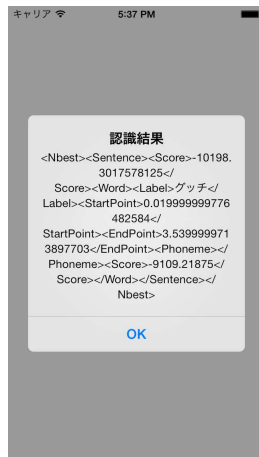 キャリア 5:37 PM
認識結果
<Nbest><Sentence><Score>-10198.
3017578125</
Score><Word><Label>グッチ</
Label><StartPoint>0.019999999776
482584</
StartPoint><EndPoint>3.539999971
3897703</EndPoint><Phoneme></
Phoneme><Score>-9109.21875</
Score></Word></Sentence></
Nbest>
OK